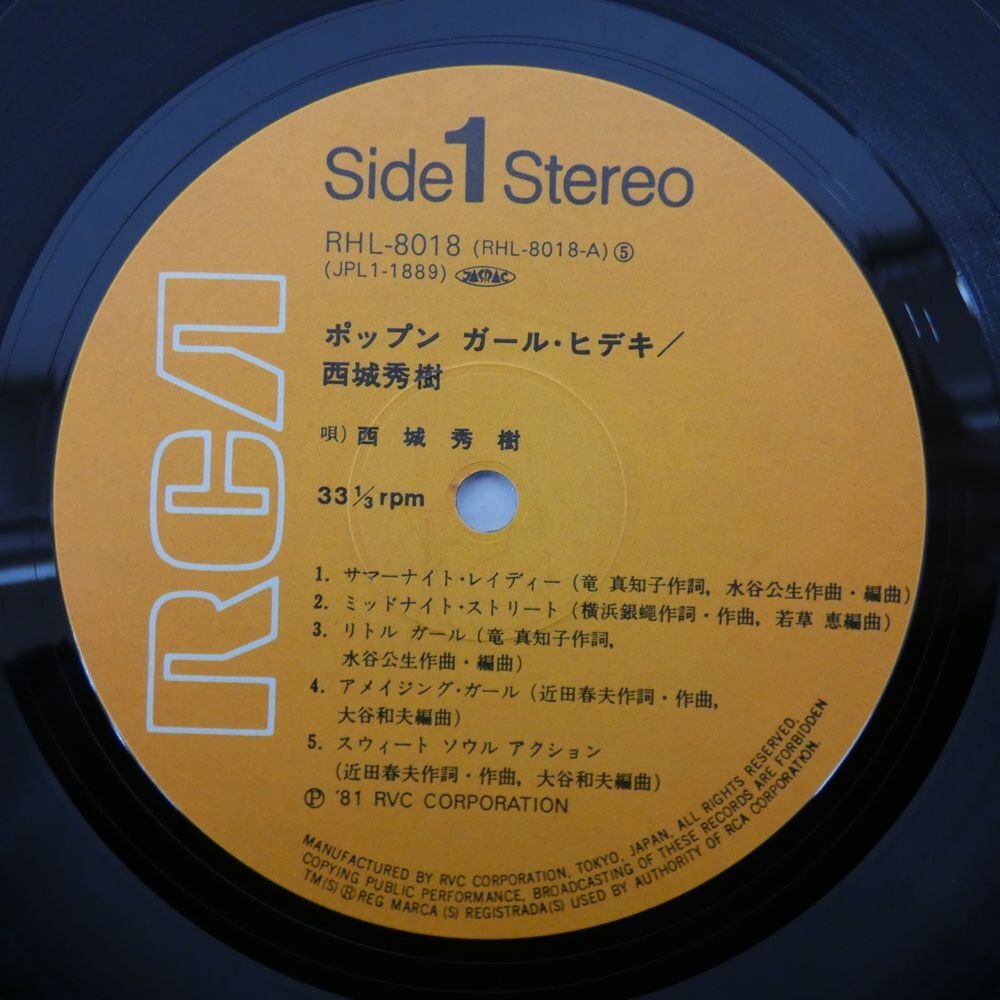 Side 1 Stereo
RHL-8018 (RHL-8018-A) ⑤
(JPL1-1889) JASRAC
ポップン ガール・ヒデキ/
西城秀樹
唄) 西 城 秀 樹
33 1/3 rpm
1. サマーナイト・レイディー (竜 真知子作詞, 水谷公生作曲・編曲)
2. ミッドナイト・ストリート (横浜銀蠅作詞・作曲, 若草 恵編曲)
3. リトル ガール (竜 真知子作詞,
水谷公生作曲・編曲)
4. アメイジング・ガール (近田春夫作詞・作曲,
大谷和夫編曲)
5. スウィート ソウル アクション
(近田春夫作詞・作曲, 大谷和夫編曲)
Ⓟ '81 RVC CORPORATION
MANUFACTURED BY RVC CORPORATION, TOKYO, JAPAN. ALL RIGHTS RESERVED.
COPYING PUBLIC PERFORMANCE, BROADCASTING OF THESE RECORDS ARE FORBIDDEN
TM(S) ® REG MARCA (S) REGISTRADA(S) USED BY AUTHORITY OF RCA CORPORATION.
RCA